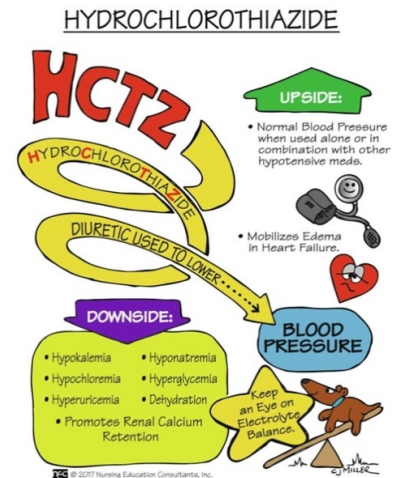 HYDROCHLOROTHIAZIDE
HCTZ
HYDROCHLOROTHIAZIDE
DIURETIC USED TO LOWER
BLOOD
PRESSURE
UPSIDE:
• Normal Blood Pressure
when used alone or in
combination with other
hypotensive meds.
• Mobilizes Edema
in Heart Failure.
DOWNSIDE:
• Hypokalemia
• Hyponatremia
• Hypochloremia
• Hyperglycemia
• Hyperuricemia
• Dehydration
• Promotes Renal Calcium
Retention
Keep
an Eye on
Electrolyte
Balance.
CJMILLER
NEC © 2017 Nursing Education Consultants, Inc.